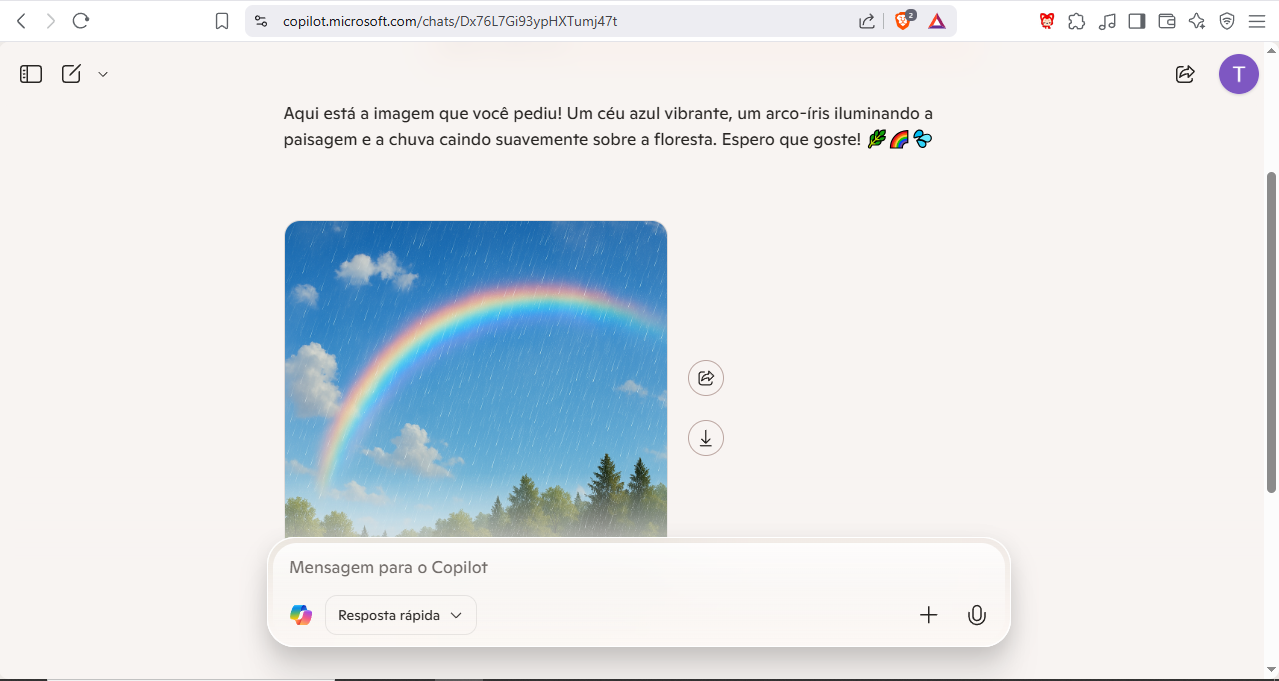 copilot.microsoft.com/chats/Dx76L7Gi93ypHXTumj47t
2
T
Aqui está a imagem que você pediu! Um céu azul vibrante, um arco-íris iluminando a
paisagem e a chuva caindo suavemente sobre a floresta. Espero que goste! 🌿🌈💦
Mensagem para o Copilot
Resposta rápida